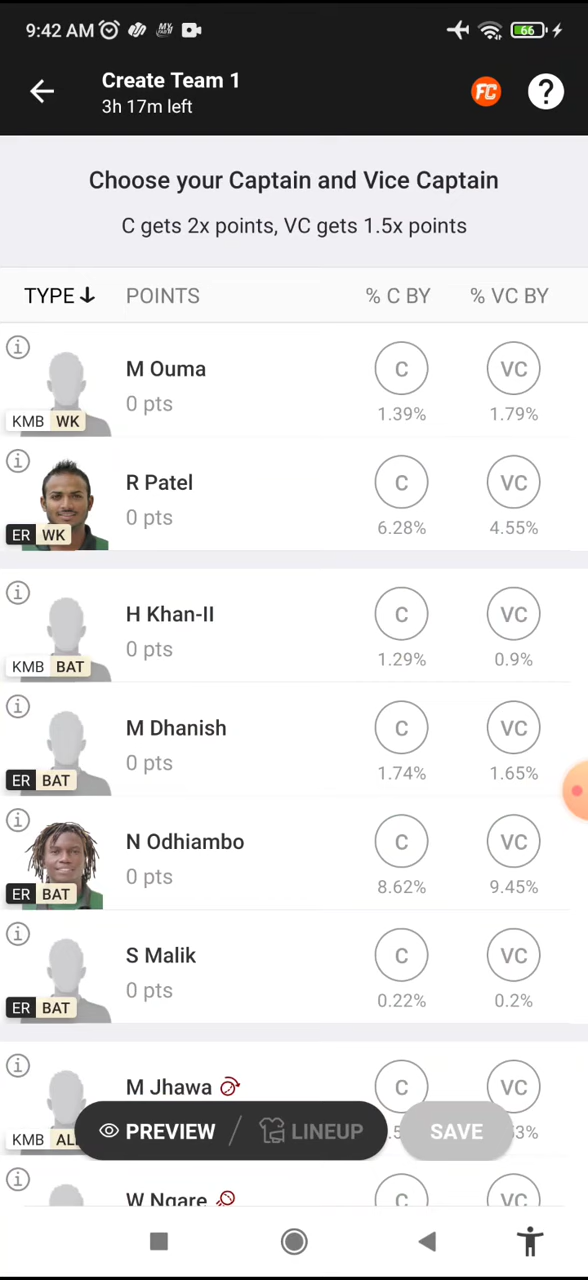 9:42 AM
66
Create Team 1
3h 17m left
FC
?
Choose your Captain and Vice Captain
C gets 2x points, VC gets 1.5x points
TYPE POINTS % C BY % VC BY
M Ouma
0 pts
C VC
1.39% 1.79%
KMB WK
R Patel
0 pts
C VC
6.28% 4.55%
ER WK
H Khan-II
0 pts
C VC
1.29% 0.9%
KMB BAT
M Dhanish
0 pts
C VC
1.74% 1.65%
ER BAT
N Odhiambo
0 pts
C VC
8.62% 9.45%
ER BAT
S Malik
0 pts
C VC
0.22% 0.2%
ER BAT
M Jhawa
C VC
KMB
PREVIEW / LINEUP SAVE
3%
W Ngare
C VC